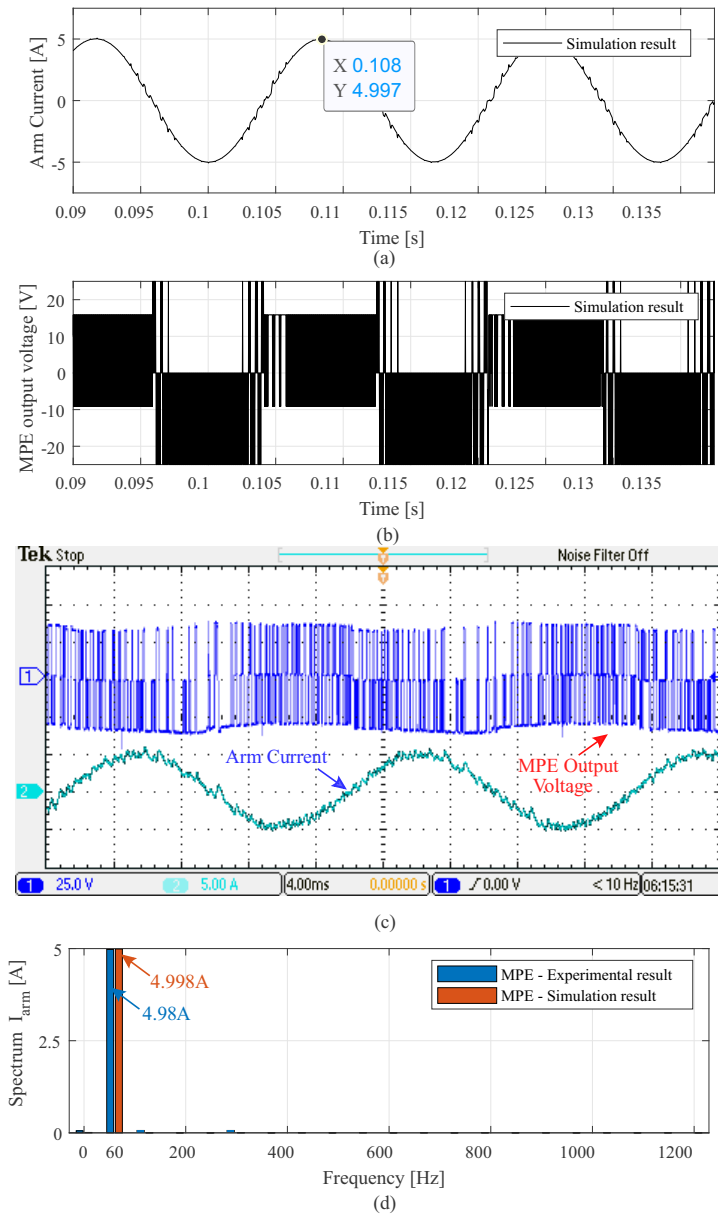 5
0
-5
Arm Current [A]
Simulation result
X 0.108
Y 4.997
0.09 0.095 0.1 0.105 0.11 0.115 0.12 0.125 0.13 0.135
Time [s]
(a)
20
10
0
-10
-20
MPE output voltage [V]
Simulation result
0.09 0.095 0.1 0.105 0.11 0.115 0.12 0.125 0.13 0.135
Time [s]
(b)
Tek Stop
Noise Filter Off
T
T
1
Arm Current
MPE Output
Voltage
2
1 25.0 V 2 5.00 A 4.00ms 0.00000 s 1 0.00 V < 10 Hz 06:15:31
(c)
5
2.5
0
Spectrum Iarm [A]
4.998A
4.98A
MPE - Experimental result
MPE - Simulation result
0 60 200 400 600 800 1000 1200
Frequency [Hz]
(d)